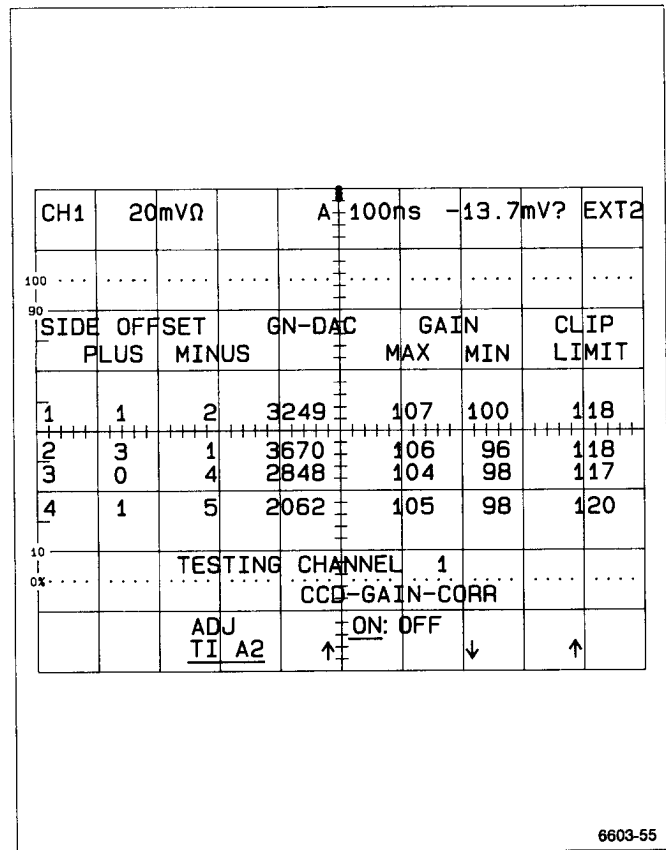 CH1 20mVΩ A 100ns -13.7mV? EXT2
100
90
SIDE OFFSET GN-DAC GAIN CLIP
PLUS MINUS MAX MIN LIMIT
1 1 2 3249 107 100 118
2 3 1 3670 106 96 118
3 0 4 2848 104 98 117
4 1 5 2062 105 98 120
10
TESTING CHANNEL 1
0%
CCD-GAIN-CORR
ADJ ON: OFF
TI A2 ↑ ↓ ↑
6603-55